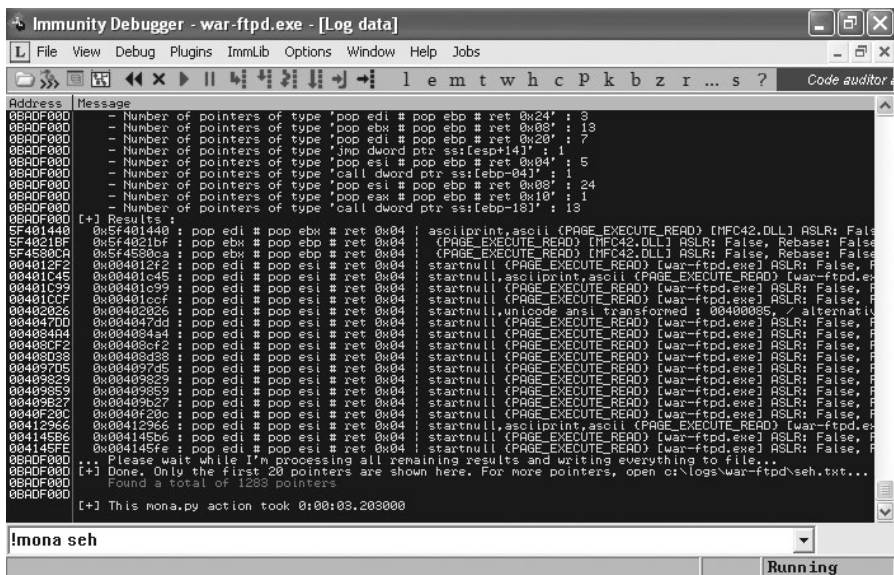 Immunity Debugger - war-ftpd.exe - [Log data]
L File View Debug Plugins ImmLib Options Window Help Jobs
l e m t w h c P k b z r ... s ? Code auditor a
Address Message
0BADF00D - Number of pointers of type 'pop edi # pop ebp # ret 0x24' : 3
0BADF00D - Number of pointers of type 'pop ebx # pop ebp # ret 0x08' : 13
0BADF00D - Number of pointers of type 'pop edi # pop ebp # ret 0x20' : 7
0BADF00D - Number of pointers of type 'jmp dword ptr ss:[esp+14]' : 1
0BADF00D - Number of pointers of type 'pop esi # pop ebp # ret 0x04' : 5
0BADF00D - Number of pointers of type 'call dword ptr ss:[ebp-04]' : 1
0BADF00D - Number of pointers of type 'pop esi # pop ebx # ret 0x08' : 24
0BADF00D - Number of pointers of type 'pop eax # pop ebp # ret 0x10' : 1
0BADF00D - Number of pointers of type 'call dword ptr ss:[ebp-18]' : 13
0BADF00D [+] Results :
5F401440 0x5f401440 : pop edi # pop ebx # ret 0x04 | asciiprint,ascii {PAGE_EXECUTE_READ} [MFC42.DLL] ASLR: Fals
5F4021BF 0x5f4021bf : pop ebx # pop ebp # ret 0x04 | {PAGE_EXECUTE_READ} [MFC42.DLL] ASLR: False, Rebase: False
5F4580CA 0x5f4580ca : pop ebx # pop ebp # ret 0x04 | {PAGE_EXECUTE_READ} [MFC42.DLL] ASLR: False, Rebase: False
004012F2 0x004012f2 : pop edi # pop esi # ret 0x04 | startnull {PAGE_EXECUTE_READ} [war-ftpd.exe] ASLR: False, R
00401C45 0x00401c45 : pop edi # pop esi # ret 0x04 | startnull,asciiprint,ascii {PAGE_EXECUTE_READ} [war-ftpd.ex
00401C99 0x00401c99 : pop edi # pop esi # ret 0x04 | startnull {PAGE_EXECUTE_READ} [war-ftpd.exe] ASLR: False, R
00401CCF 0x00401ccf : pop edi # pop esi # ret 0x04 | startnull {PAGE_EXECUTE_READ} [war-ftpd.exe] ASLR: False, R
00402026 0x00402026 : pop edi # pop esi # ret 0x04 | startnull,unicode ansi transformed : 00400085, / alternativ
004047DD 0x004047dd : pop edi # pop esi # ret 0x04 | startnull {PAGE_EXECUTE_READ} [war-ftpd.exe] ASLR: False, R
004084A4 0x004084a4 : pop edi # pop esi # ret 0x04 | startnull {PAGE_EXECUTE_READ} [war-ftpd.exe] ASLR: False, R
00408CF2 0x00408cf2 : pop edi # pop esi # ret 0x04 | startnull {PAGE_EXECUTE_READ} [war-ftpd.exe] ASLR: False, R
00408D38 0x00408d38 : pop edi # pop esi # ret 0x04 | startnull {PAGE_EXECUTE_READ} [war-ftpd.exe] ASLR: False, R
004097D5 0x004097d5 : pop edi # pop esi # ret 0x04 | startnull {PAGE_EXECUTE_READ} [war-ftpd.exe] ASLR: False, R
00409829 0x00409829 : pop edi # pop esi # ret 0x04 | startnull {PAGE_EXECUTE_READ} [war-ftpd.exe] ASLR: False, R
00409859 0x00409859 : pop edi # pop esi # ret 0x04 | startnull {PAGE_EXECUTE_READ} [war-ftpd.exe] ASLR: False, R
00409B27 0x00409b27 : pop edi # pop esi # ret 0x04 | startnull {PAGE_EXECUTE_READ} [war-ftpd.exe] ASLR: False, R
0040F20C 0x0040f20c : pop edi # pop esi # ret 0x04 | startnull {PAGE_EXECUTE_READ} [war-ftpd.exe] ASLR: False, R
00412966 0x00412966 : pop edi # pop esi # ret 0x04 | startnull,asciiprint,ascii {PAGE_EXECUTE_READ} [war-ftpd.ex
004145B6 0x004145b6 : pop edi # pop esi # ret 0x04 | startnull {PAGE_EXECUTE_READ} [war-ftpd.exe] ASLR: False, R
004145FE 0x004145fe : pop edi # pop esi # ret 0x04 | startnull {PAGE_EXECUTE_READ} [war-ftpd.exe] ASLR: False, R
0BADF00D ... Please wait while I'm processing all remaining results and writing everything to file...
0BADF00D [+] Done. Only the first 20 pointers are shown here. For more pointers, open c:\logs\war-ftpd\seh.txt...
0BADF00D Found a total of 1283 pointers
0BADF00D
[+] This mona.py action took 0:00:03.203000
!mona seh
Running